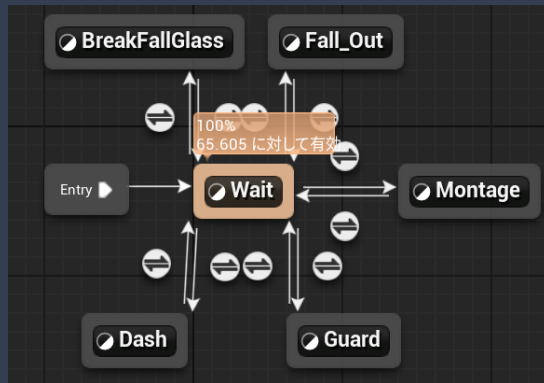 BreakFallGlass
Fall_Out
100%
65.605 に対して有効
Entry
Wait
Montage
Dash
Guard